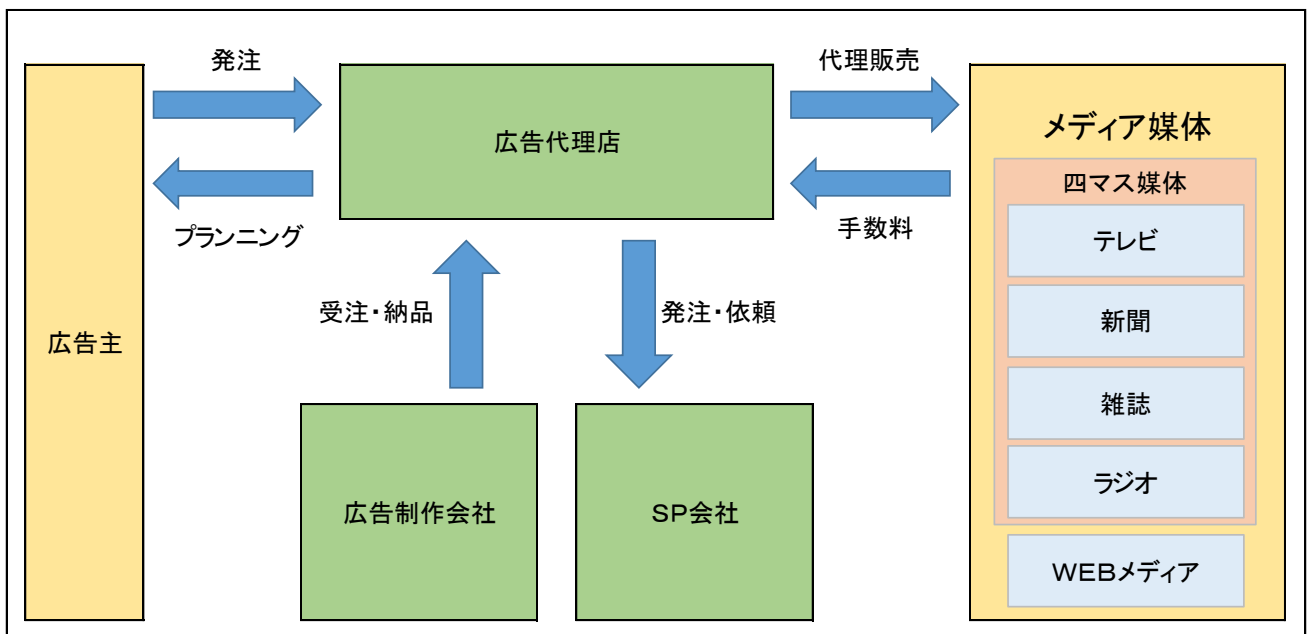 発注
代理販売
広告代理店
メディア媒体
四マス媒体
プランニング
手数料
テレビ
受注・納品
発注・依頼
新聞
広告主
雑誌
ラジオ
広告制作会社
SP会社
WEBメディア